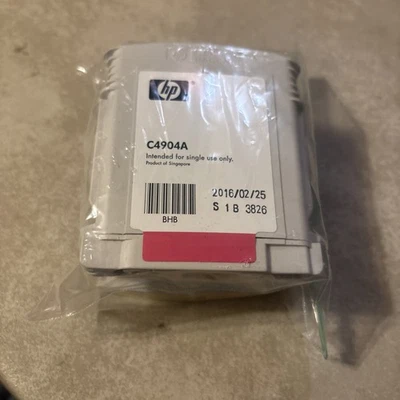 hp
C4904A
Intended for single use only.
Product of Singapore
2016/02/25
S 1 B 3826
BHB